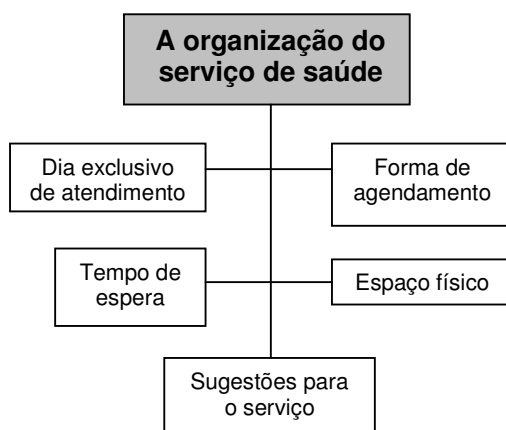 A organização do
serviço de saúde
Dia exclusivo
de atendimento
Forma de
agendamento
Tempo de
espera
Espaço físico
Sugestões para
o serviço